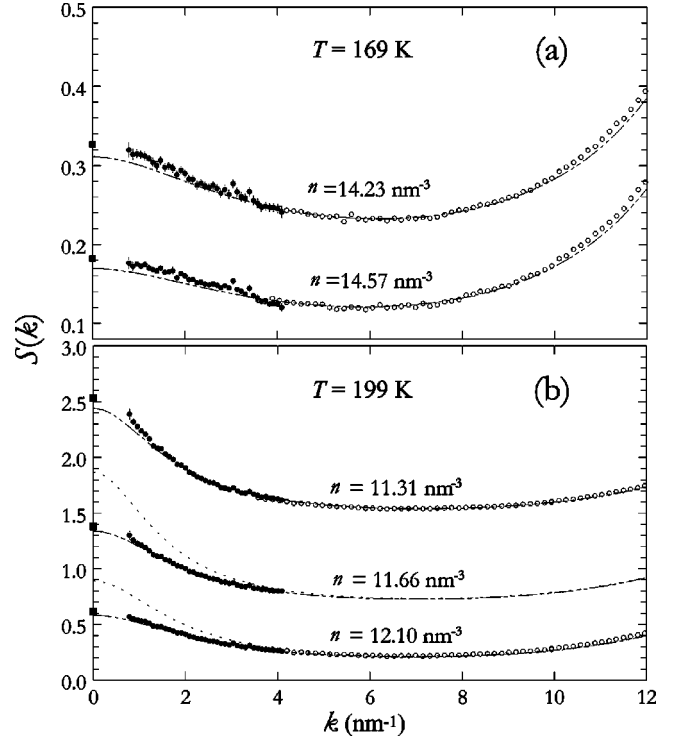 0.5
T = 169 K
(a)
0.4
0.3
n = 14.23 nm⁻³
0.2
n = 14.57 nm⁻³
0.1
S(k)
3.0
T = 199 K
(b)
2.5
2.0
n = 11.31 nm⁻³
1.5
n = 11.66 nm⁻³
1.0
n = 12.10 nm⁻³
0.5
0.0
0 2 4 6 8 10 12
k (nm⁻¹)